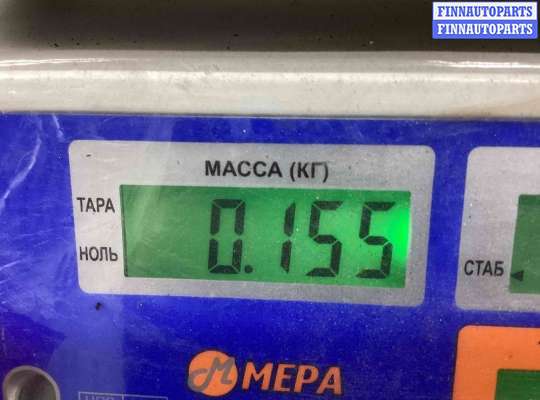 FINNAUTOPARTS
FINNAUTOPARTS
МАССА (КГ)
ТАРА
0.155
НОЛЬ
СТАБ
МЕРА